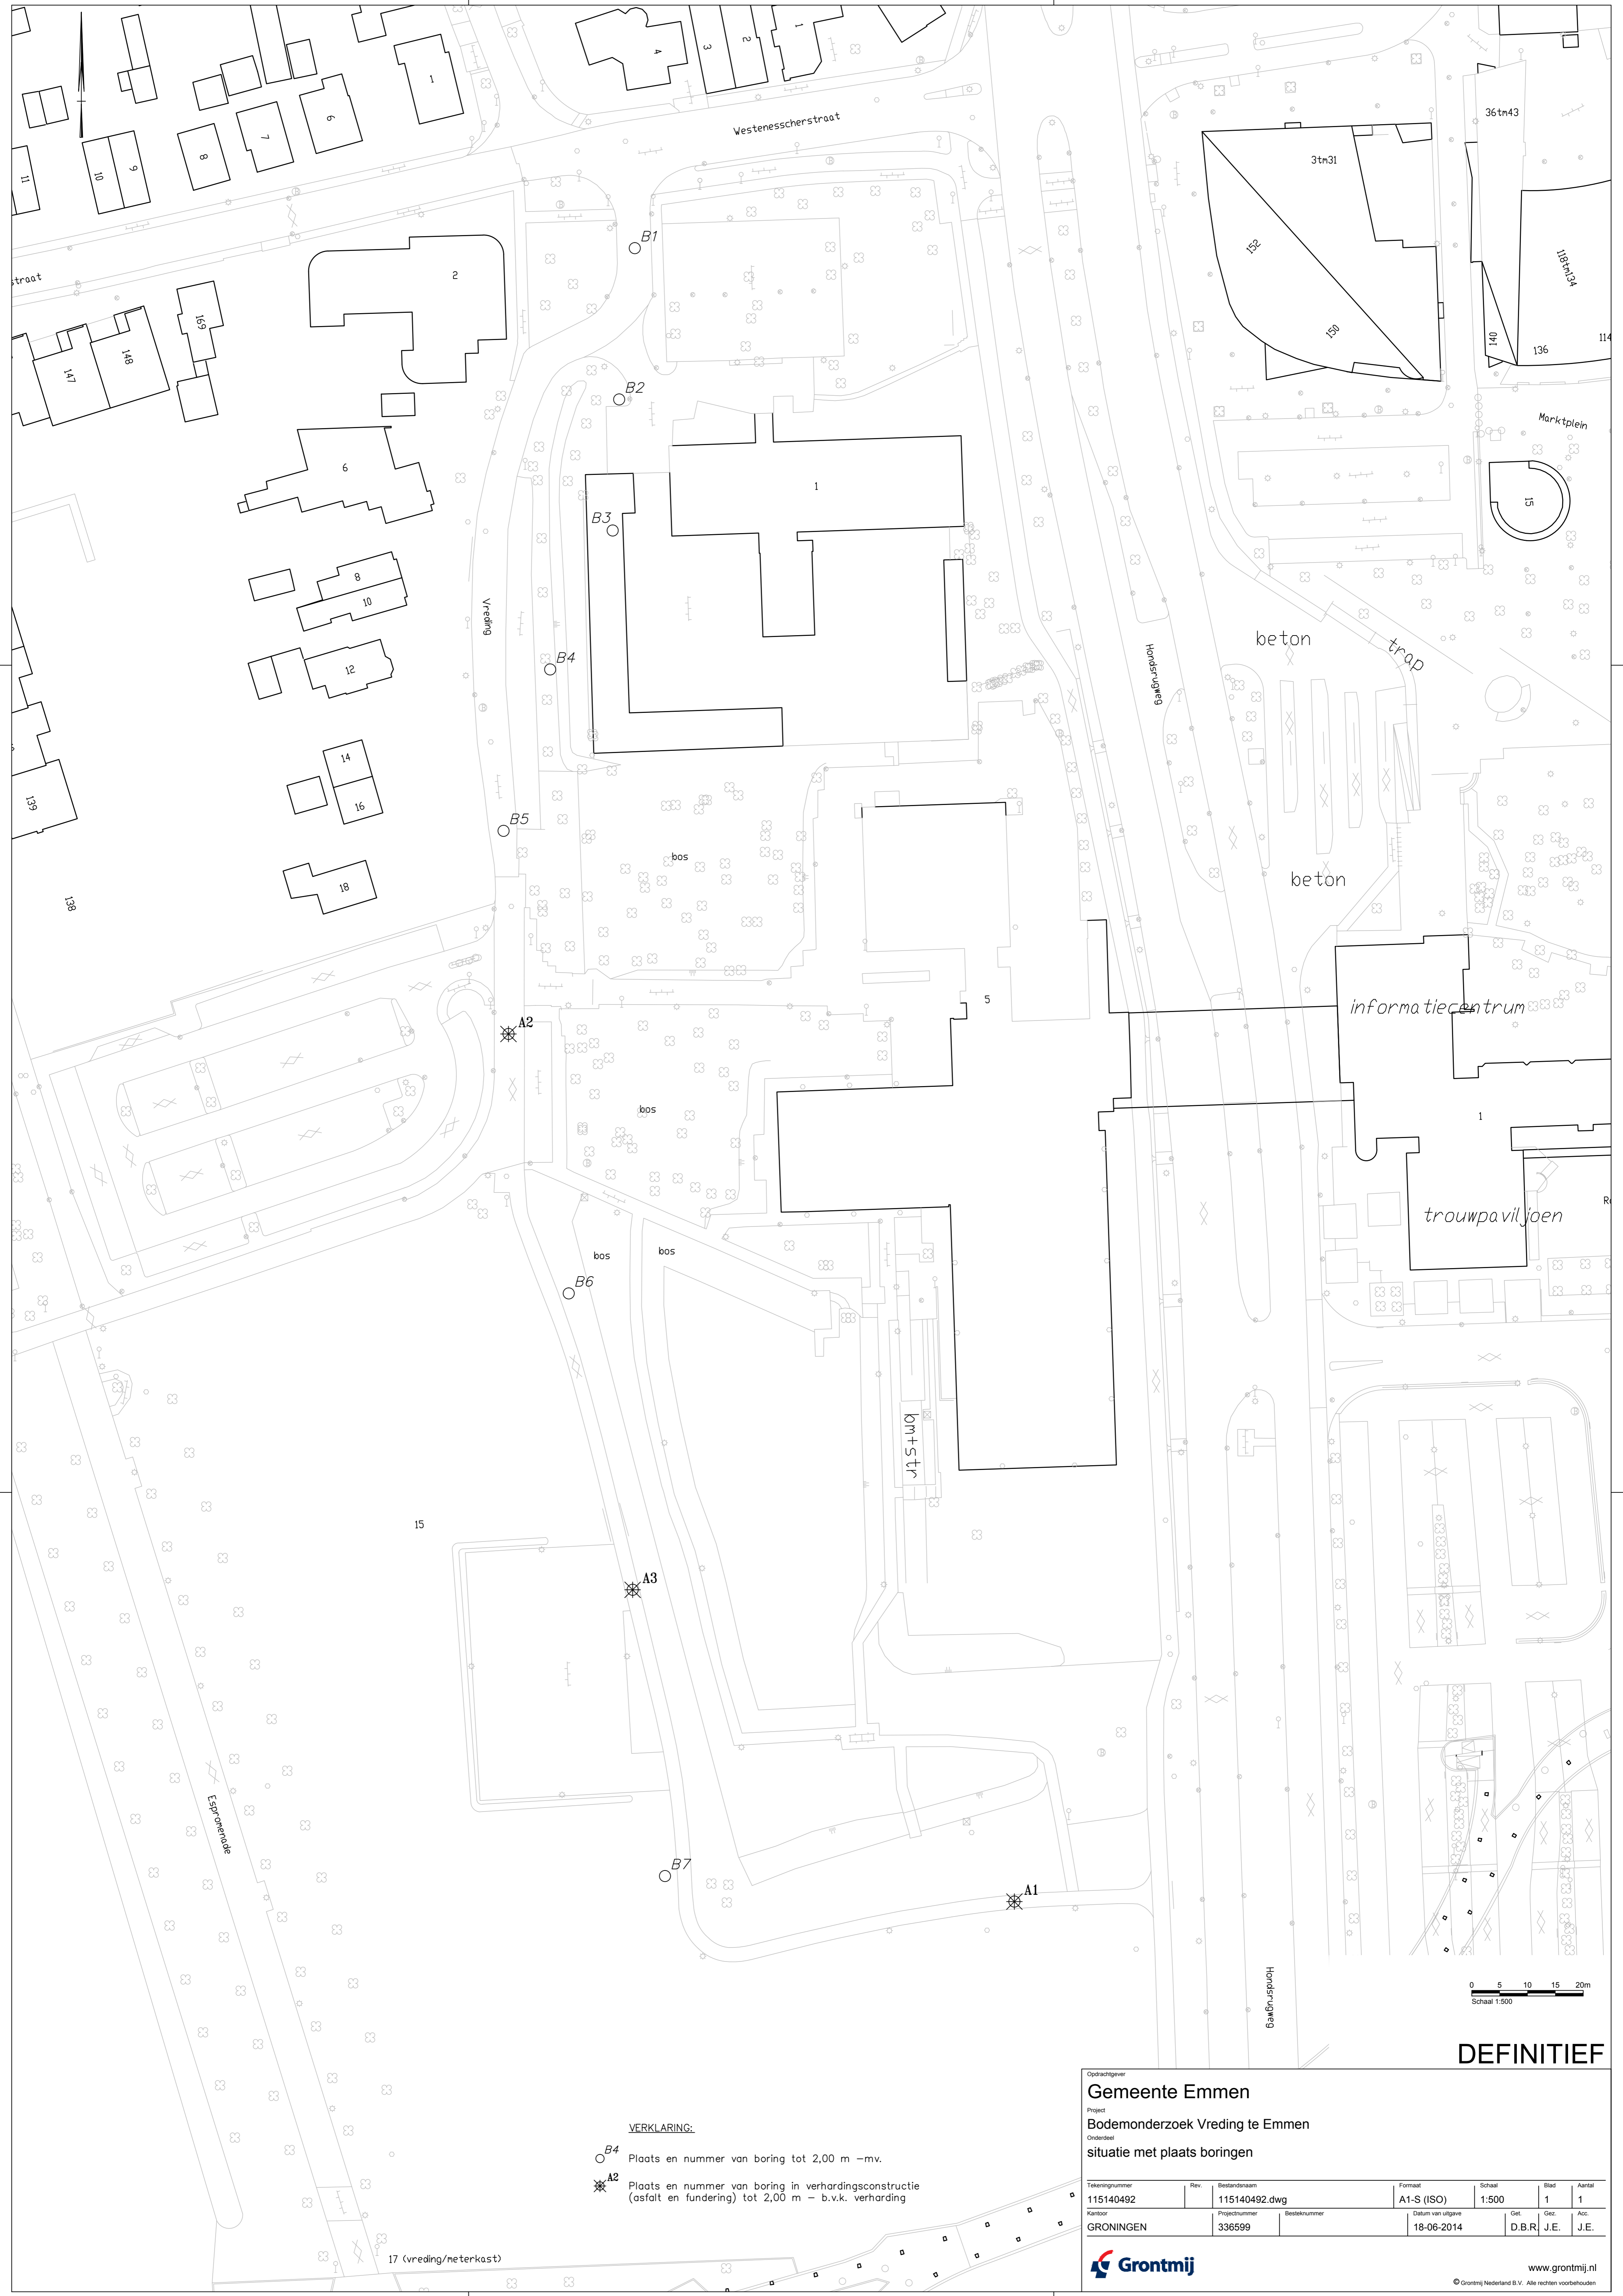 4
3
2
1
1
6
7
8
9
10
11
Westenesscherstraat
36tm43
3tm31
152
150
118tm134
140
136
114
B1
2
straat
169
148
147
B2
6
1
B3
Marktplein
15
8
10
12
Vreding
B4
Hondsrugweg
beton
trap
14
16
139
B5
bos
18
138
beton
5
informatiecentrum
A2
bos
1
trouwpaviljoen
bos
bos
B6
bmtstr
15
A3
Espromenade
B7
A1
Hondsrugweg
0 5 10 15 20m
Schaal 1:500
DEFINITIEF
VERKLARING:
B4 Plaats en nummer van boring tot 2,00 m -mv.
A2 Plaats en nummer van boring in verhardingsconstructie
(asfalt en fundering) tot 2,00 m - b.v.k. verharding
17 (vreding/meterkast)
Opdrachtgever
Gemeente Emmen
Project
Bodemonderzoek Vreding te Emmen
Onderdeel
situatie met plaats boringen
Tekeningnummer Rev. Bestandsnaam Formaat Schaal Blad Aantal
115140492 115140492.dwg A1-S (ISO) 1:500 1 1
Kantoor Projectnummer Besteknummer Datum van uitgave Get. Gez. Acc.
GRONINGEN 336599 18-06-2014 D.B.R. J.E. J.E.
Grontmij
www.grontmij.nl
© Grontmij Nederland B.V. Alle rechten voorbehouden